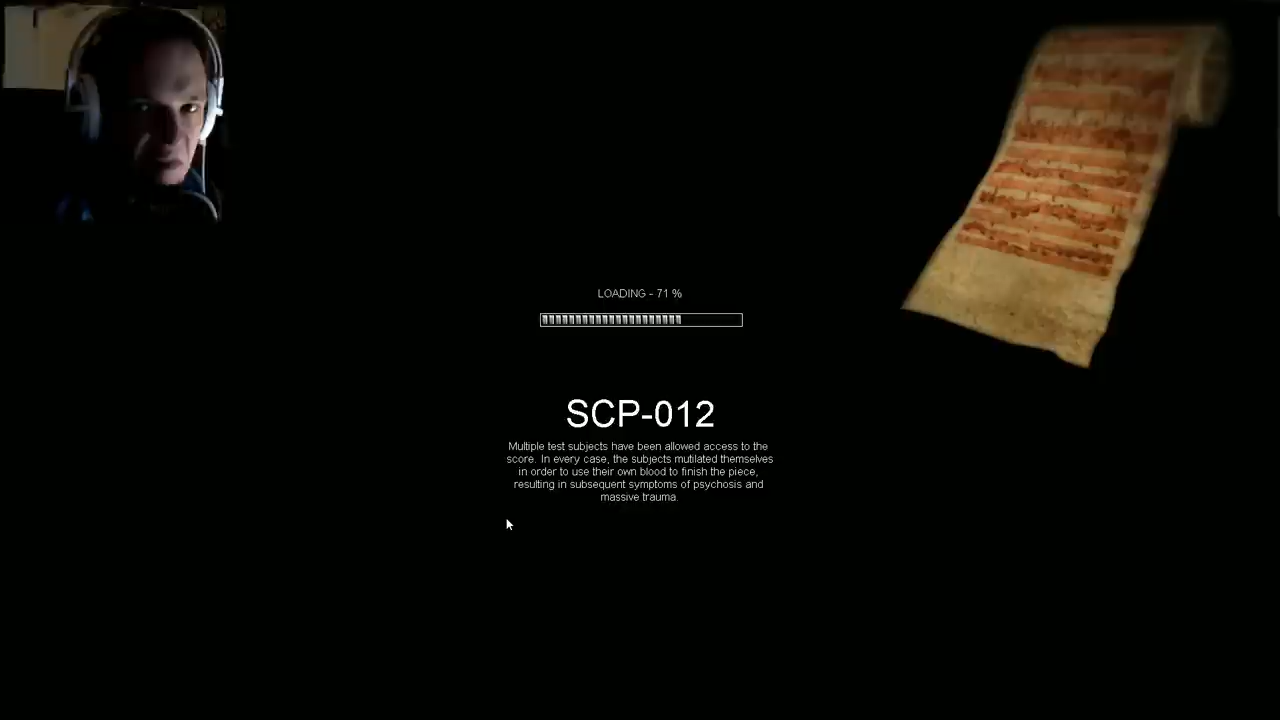 LOADING - 71 %
SCP-012
Multiple test subjects have been allowed access to the
score. In every case, the subjects mutilated themselves
in order to use their own blood to finish the piece,
resulting in subsequent symptoms of psychosis and
massive trauma.